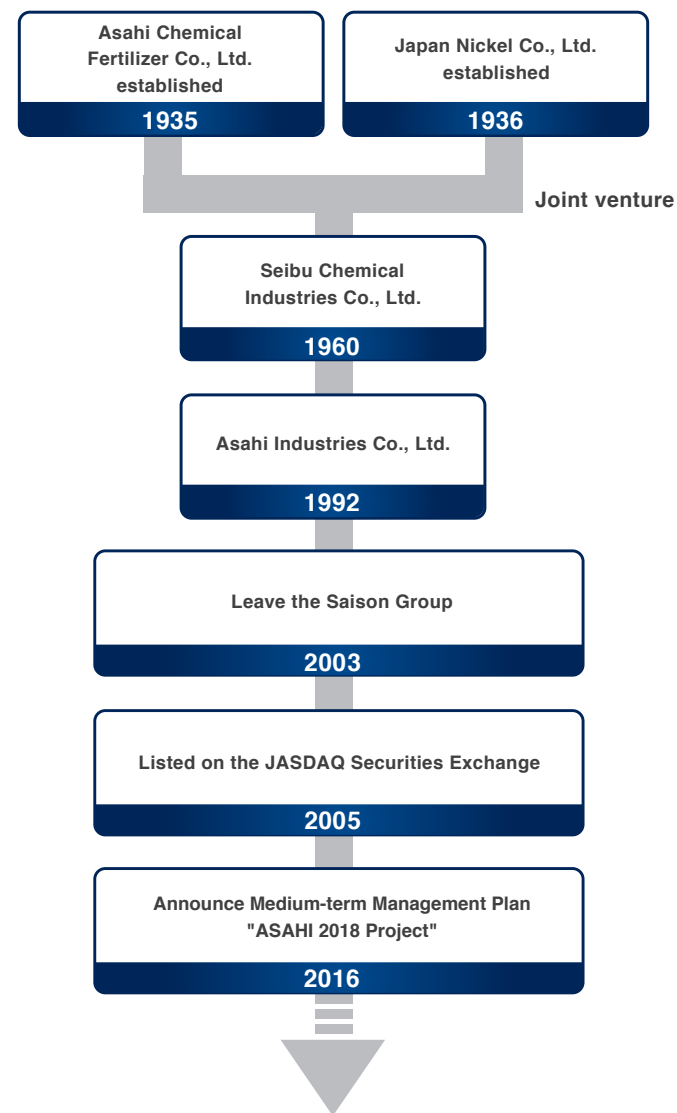 Asahi Chemical
Fertilizer Co., Ltd.
established
1935
Japan Nickel Co., Ltd.
established
1936
Joint venture
Seibu Chemical
Industries Co., Ltd.
1960
Asahi Industries Co., Ltd.
1992
Leave the Saison Group
2003
Listed on the JASDAQ Securities Exchange
2005
Announce Medium-term Management Plan
"ASAHI 2018 Project"
2016